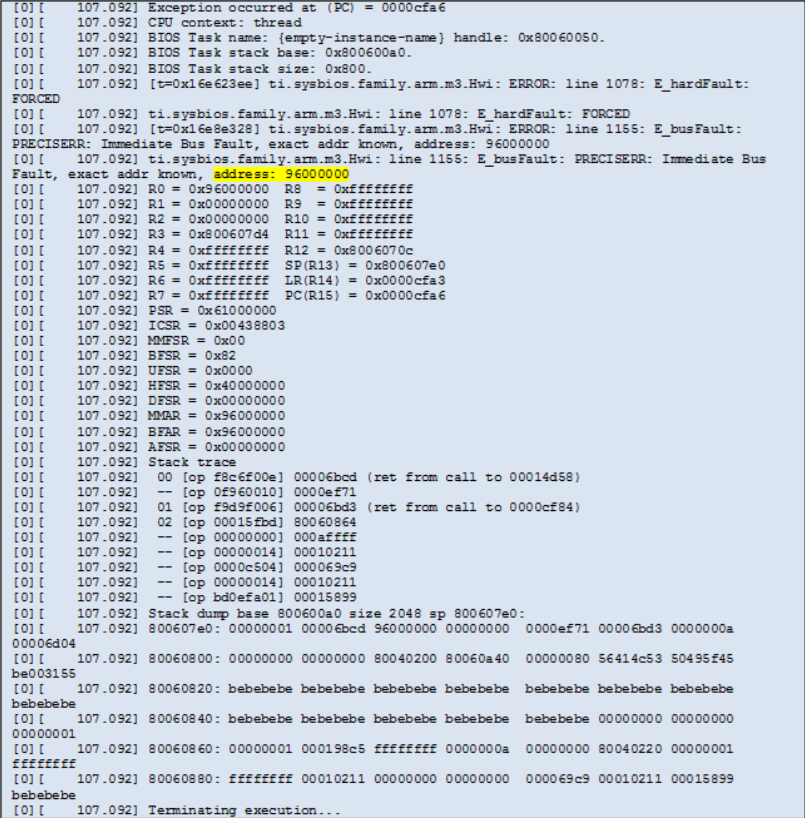 [0][     107.092] Exception occurred at (PC) = 0000cfa6
[0][     107.092] CPU context: thread
[0][     107.092] BIOS Task name: {empty-instance-name} handle: 0x80060050.
[0][     107.092] BIOS Task stack base: 0x800600a0.
[0][     107.092] BIOS Task stack size: 0x800.
[0][     107.092] [t=0x16e623ee] ti.sysbios.family.arm.m3.Hwi: ERROR: line 1078: E_hardFault:
FORCED
[0][     107.092] ti.sysbios.family.arm.m3.Hwi: line 1078: E_hardFault: FORCED
[0][     107.092] [t=0x16e8e328] ti.sysbios.family.arm.m3.Hwi: ERROR: line 1155: E_busFault:
PRECISERR: Immediate Bus Fault, exact addr known, address: 96000000
[0][     107.092] ti.sysbios.family.arm.m3.Hwi: line 1155: E_busFault: PRECISERR: Immediate Bus
Fault, exact addr known, address: 96000000
[0][     107.092] R0 = 0x96000000  R8  = 0xffffffff
[0][     107.092] R1 = 0x00000000  R9  = 0xffffffff
[0][     107.092] R2 = 0x00000000  R10 = 0xffffffff
[0][     107.092] R3 = 0x800607d4  R11 = 0xffffffff
[0][     107.092] R4 = 0xffffffff  R12 = 0x8006070c
[0][     107.092] R5 = 0xffffffff  SP(R13) = 0x800607e0
[0][     107.092] R6 = 0xffffffff  LR(R14) = 0x0000cfa3
[0][     107.092] R7 = 0xffffffff  PC(R15) = 0x0000cfa6
[0][     107.092] PSR = 0x61000000
[0][     107.092] ICSR = 0x00438803
[0][     107.092] MMFSR = 0x00
[0][     107.092] BFSR = 0x82
[0][     107.092] UFSR = 0x0000
[0][     107.092] HFSR = 0x40000000
[0][     107.092] DFSR = 0x00000000
[0][     107.092] MMAR = 0x96000000
[0][     107.092] BFAR = 0x96000000
[0][     107.092] AFSR = 0x00000000
[0][     107.092] Stack trace
[0][     107.092]  00 [op f8c6f00e] 00006bcd (ret from call to 00014d58)
[0][     107.092]  -- [op 0f960010] 0000ef71
[0][     107.092]  01 [op f9d9f006] 00006bd3 (ret from call to 0000cf84)
[0][     107.092]  02 [op 00015fbd] 80060864
[0][     107.092]  -- [op 00000000] 000affff
[0][     107.092]  -- [op 00000014] 00010211
[0][     107.092]  -- [op 0000c504] 000069c9
[0][     107.092]  -- [op 00000014] 00010211
[0][     107.092]  -- [op bd0efa01] 00015899
[0][     107.092] Stack dump base 800600a0 size 2048 sp 800607e0:
[0][     107.092] 800607e0: 00000001 00006bcd 96000000 00000000  0000ef71 00006bd3 0000000a
00006d04
[0][     107.092] 80060800: 00000000 00000000 80040200 80060a40  00000080 56414c53 50495f45
be003155
[0][     107.092] 80060820: bebebebe bebebebe bebebebe bebebebe  bebebebe bebebebe bebebebe
bebebebe
[0][     107.092] 80060840: bebebebe bebebebe bebebebe bebebebe  bebebebe 00000000 00000000
00000001
[0][     107.092] 80060860: 00000001 000198c5 ffffffff 0000000a  00000000 80040220 00000001
ffffffff
[0][     107.092] 80060880: ffffffff 00010211 00000000 00000000  000069c9 00010211 00015899
bebebebe
[0][     107.092] Terminating execution...